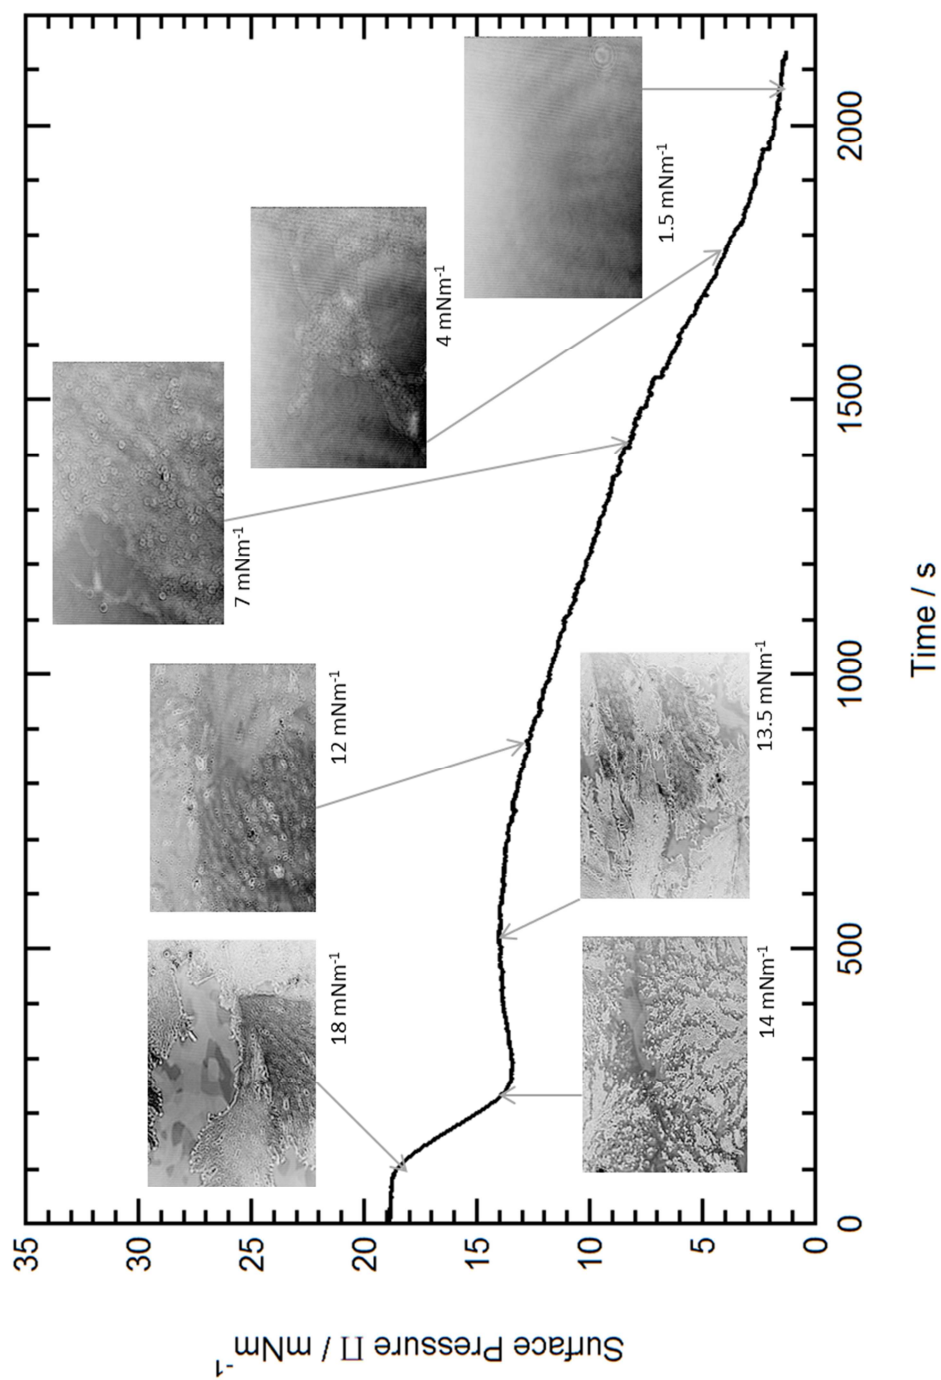 Surface Pressure Π / mNm⁻¹
35
30
25
20
15
10
5
0
18 mNm⁻¹
12 mNm⁻¹
7 mNm⁻¹
4 mNm⁻¹
1.5 mNm⁻¹
14 mNm⁻¹
13.5 mNm⁻¹
0
500
1000
1500
2000
Time / s